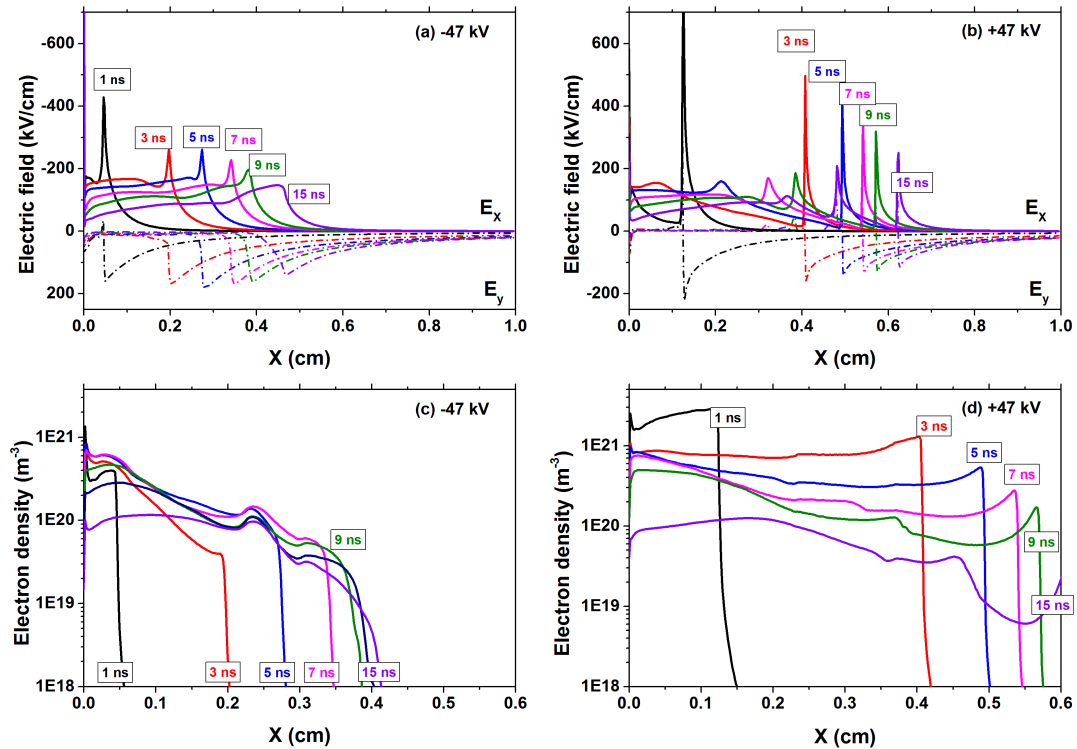 (a) -47 kV
-600
-400
-200
0
200
1 ns
3 ns
5 ns
7 ns
9 ns
15 ns
E_X
E_y
Electric field (kV/cm)
0.0 0.2 0.4 0.6 0.8 1.0
X (cm)
(b) +47 kV
600
400
200
0
-200
3 ns
5 ns
7 ns
9 ns
15 ns
E_X
E_y
Electric field (kV/cm)
0.0 0.2 0.4 0.6 0.8 1.0
X (cm)
(c) -47 kV
1E21
1E20
1E19
1E18
9 ns
1 ns
3 ns
5 ns
7 ns
15 ns
Electron density (m⁻³)
0.0 0.1 0.2 0.3 0.4 0.5 0.6
X (cm)
(d) +47 kV
1E21
1E20
1E19
1E18
1 ns
3 ns
5 ns
7 ns
9 ns
15 ns
Electron density (m⁻³)
0.0 0.1 0.2 0.3 0.4 0.5 0.6
X (cm)